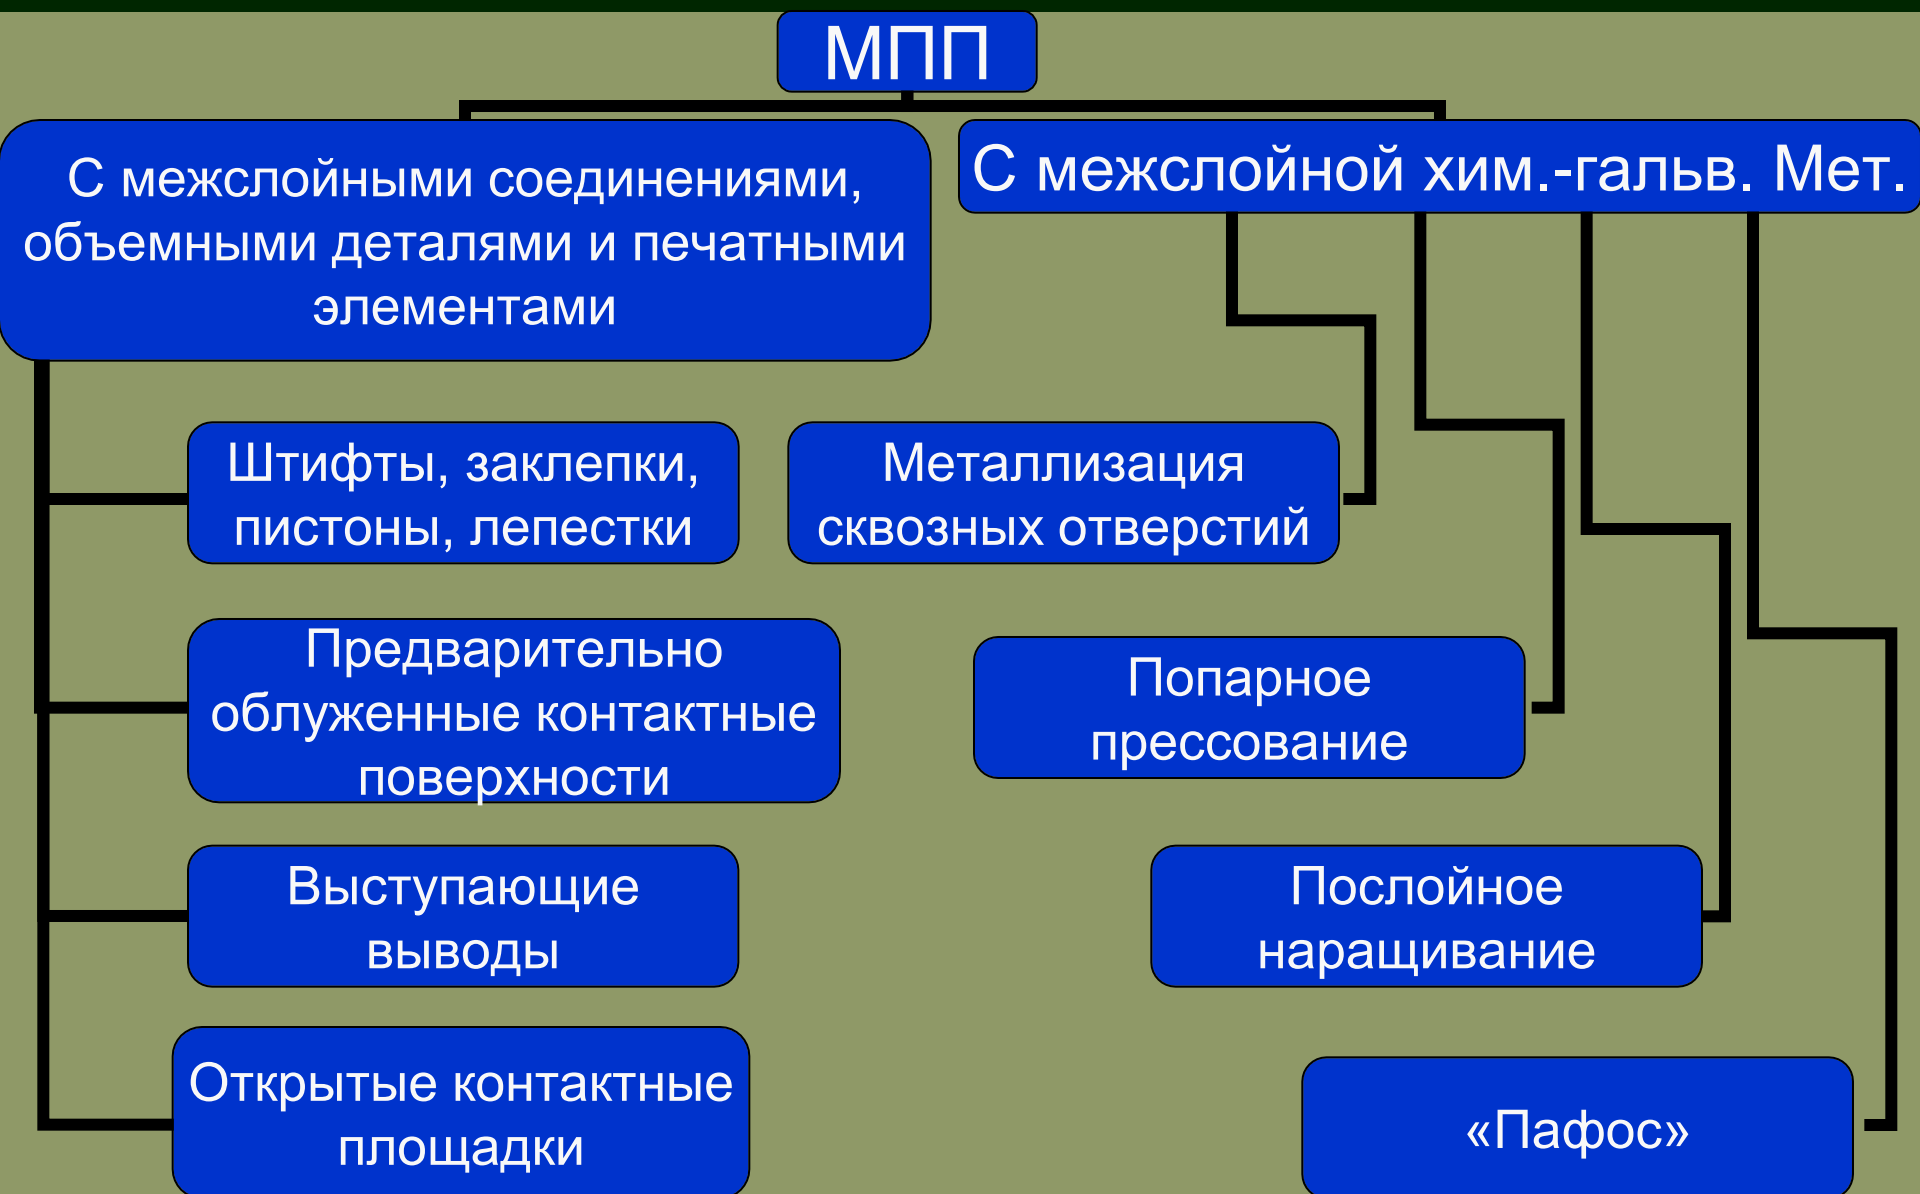 МПП
С межслойными соединениями,
объемными деталями и печатными
элементами
С межслойной хим.-гальв. Мет.
Штифты, заклепки,
пистоны, лепестки
Металлизация
сквозных отверстий
Предварительно
облуженные контактные
поверхности
Попарное
прессование
Выступающие
выводы
Послойное
наращивание
Открытые контактные
площадки
«Пафос»